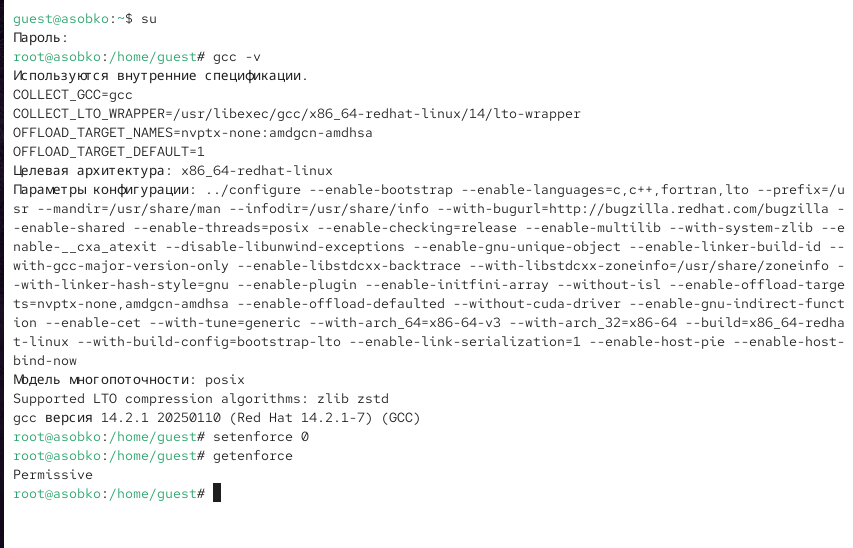 guest@asobko:~$ su
Пароль:
root@asobko:/home/guest# gcc -v
Используются внутренние спецификации.
COLLECT_GCC=gcc
COLLECT_LTO_WRAPPER=/usr/libexec/gcc/x86_64-redhat-linux/14/lto-wrapper
OFFLOAD_TARGET_NAMES=nvptx-none:amdgcn-amdhsa
OFFLOAD_TARGET_DEFAULT=1
Целевая архитектура: x86_64-redhat-linux
Параметры конфигурации: ../configure --enable-bootstrap --enable-languages=c,c++,fortran,lto --prefix=/u
sr --mandir=/usr/share/man --infodir=/usr/share/info --with-bugurl=http://bugzilla.redhat.com/bugzilla -
-enable-shared --enable-threads=posix --enable-checking=release --enable-multilib --with-system-zlib --e
nable-__cxa_atexit --disable-libunwind-exceptions --enable-gnu-unique-object --enable-linker-build-id --
with-gcc-major-version-only --enable-libstdcxx-backtrace --with-libstdcxx-zoneinfo=/usr/share/zoneinfo -
-with-linker-hash-style=gnu --enable-plugin --enable-initfini-array --without-isl --enable-offload-targe
ts=nvptx-none,amdgcn-amdhsa --enable-offload-defaulted --without-cuda-driver --enable-gnu-indirect-funct
ion --enable-cet --with-tune=generic --with-arch_64=x86-64-v3 --with-arch_32=x86-64 --build=x86_64-redha
t-linux --with-build-config=bootstrap-lto --enable-link-serialization=1 --enable-host-pie --enable-host-
bind-now
Модель многопоточности: posix
Supported LTO compression algorithms: zlib zstd
gcc версия 14.2.1 20250110 (Red Hat 14.2.1-7) (GCC)
root@asobko:/home/guest# setenforce 0
root@asobko:/home/guest# getenforce
Permissive
root@asobko:/home/guest#